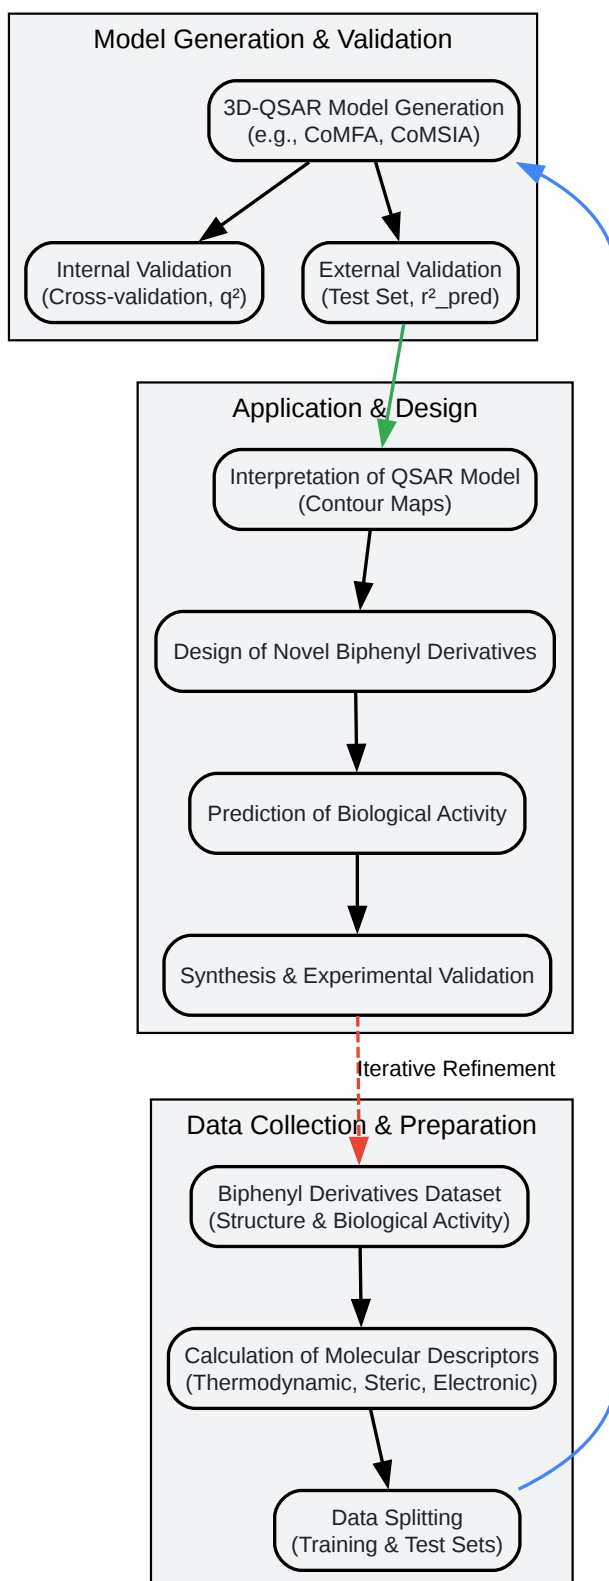 Model Generation & Validation
3D-QSAR Model Generation
(e.g., CoMFA, CoMSIA)
Internal Validation
(Cross-validation, q²)
External Validation
(Test Set, r²_pred)
Application & Design
Interpretation of QSAR Model
(Contour Maps)
Design of Novel Biphenyl Derivatives
Prediction of Biological Activity
Synthesis & Experimental Validation
Iterative Refinement
Data Collection & Preparation
Biphenyl Derivatives Dataset
(Structure & Biological Activity)
Calculation of Molecular Descriptors
(Thermodynamic, Steric, Electronic)
Data Splitting
(Training & Test Sets)